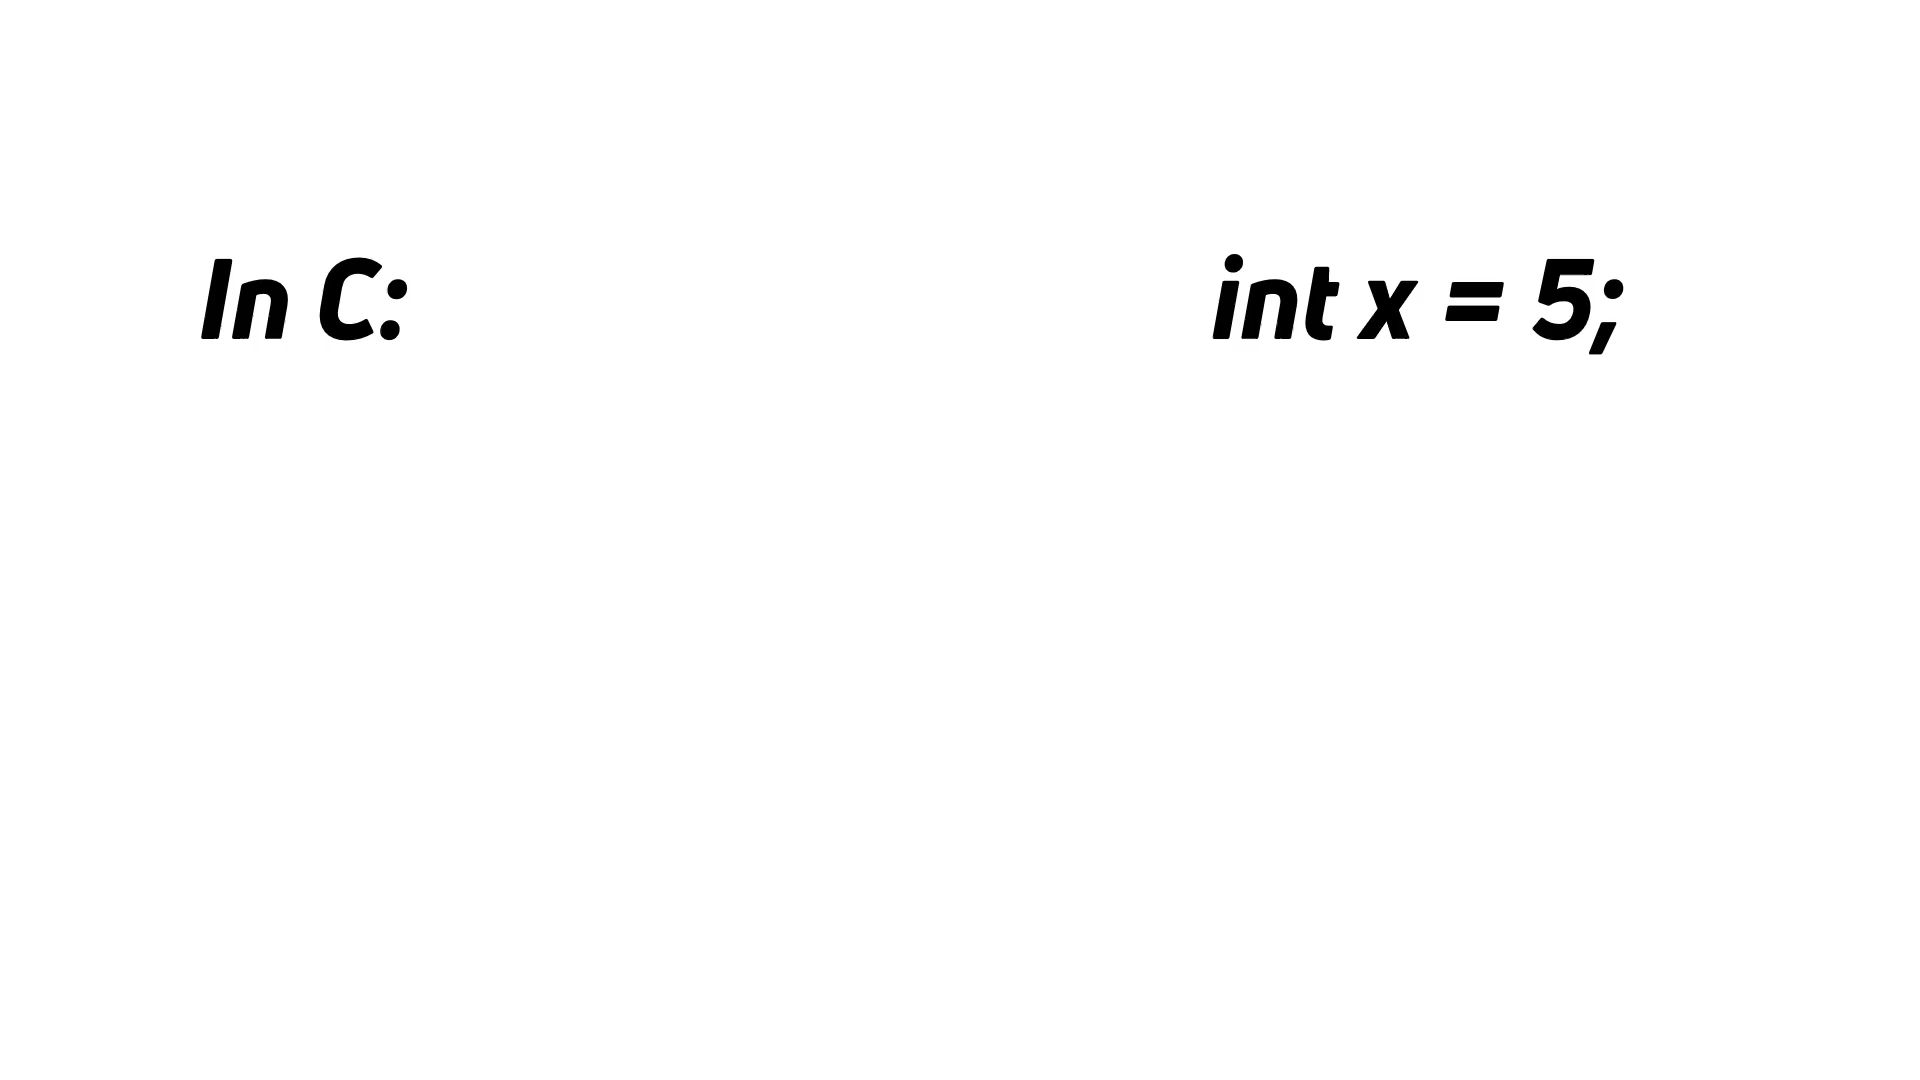 In C:
int x = 5;